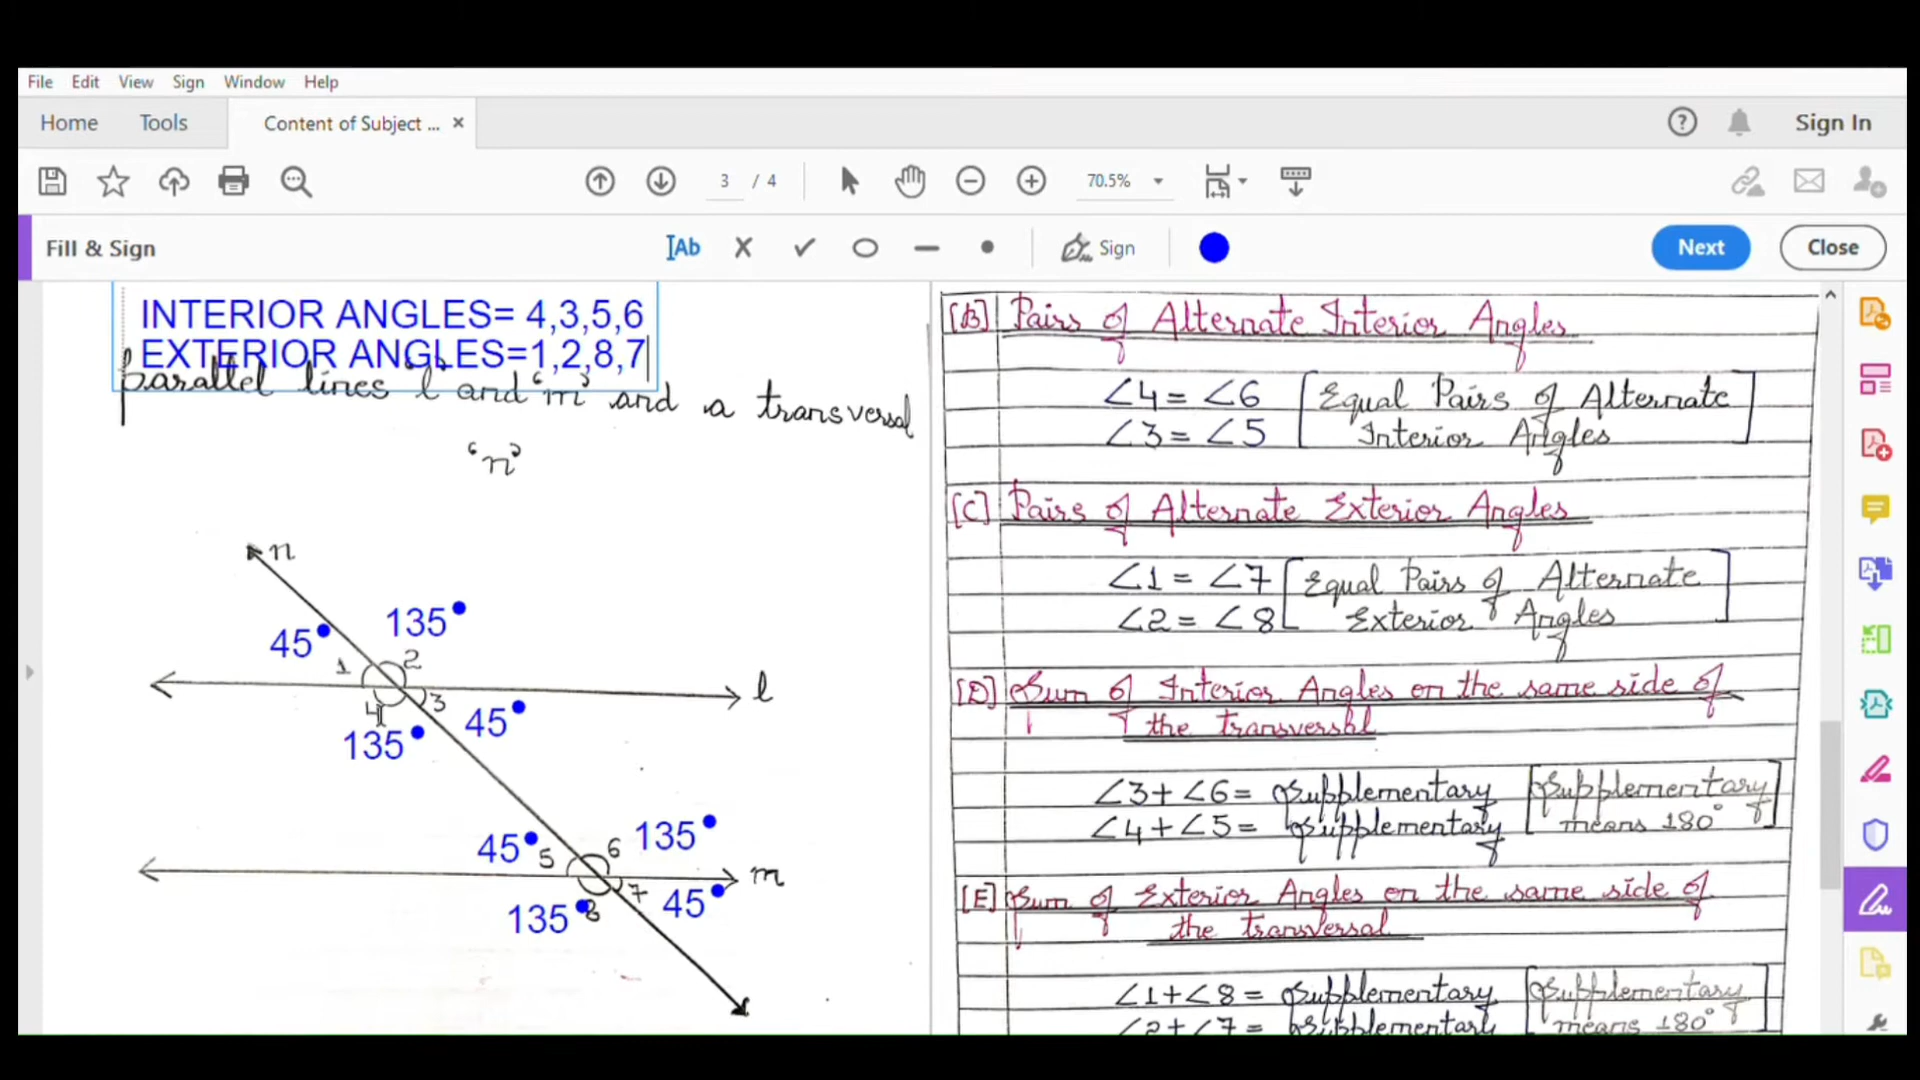 File Edit View Sign Window Help
Home Tools Content of Subject ... × Sign In
3 / 4 70.5%
Fill & Sign Ab Sign Next Close
INTERIOR ANGLES= 4,3,5,6
EXTERIOR ANGLES=1,2,8,7
parallel lines 'l' and 'm' and a transversal
'n'
n
45 135
1 2
l
4 3
135 45
45 5 6 135
m
135 8 7 45
[B] Pairs of Alternate Interior Angles
∠4 = ∠6 [Equal Pairs of Alternate
∠3 = ∠5 Interior Angles]
[C] Pairs of Alternate Exterior Angles
∠1 = ∠7 [Equal Pairs of Alternate
∠2 = ∠8 Exterior Angles]
[D] Sum of Interior Angles on the same side of
the transversal
∠3+ ∠6 = Supplementary [Supplementary
∠4+ ∠5 = Supplementary means 180°]
[E] Sum of Exterior Angles on the same side of
the transversal
∠1+∠8 = Supplementary [Supplementary
∠2+∠7 = Supplementary means 180°